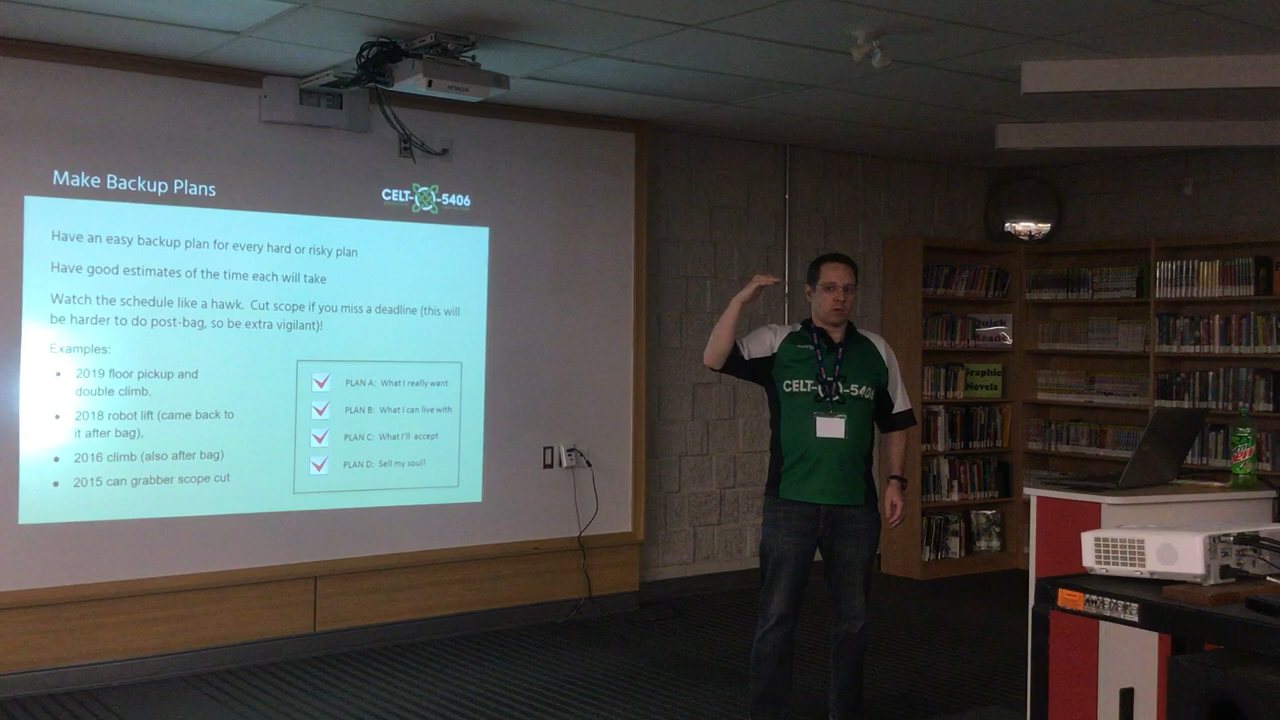 HITACHI
Make Backup Plans
CELT-X-5406
Have an easy backup plan for every hard or risky plan
Have good estimates of the time each will take
Watch the schedule like a hawk. Cut scope if you miss a deadline (this will
be harder to do post-bag, so be extra vigilant)!
Examples:
• 2019 floor pickup and
double climb.
• 2018 robot lift (came back to
it after bag),
• 2016 climb (also after bag)
• 2015 can grabber scope cut
PLAN A: What I really want
PLAN B: What I can live with
PLAN C: What I'll accept
PLAN D: Sell my soul!
CELT-X-5406
Quick
Reads
Graphic
Novels